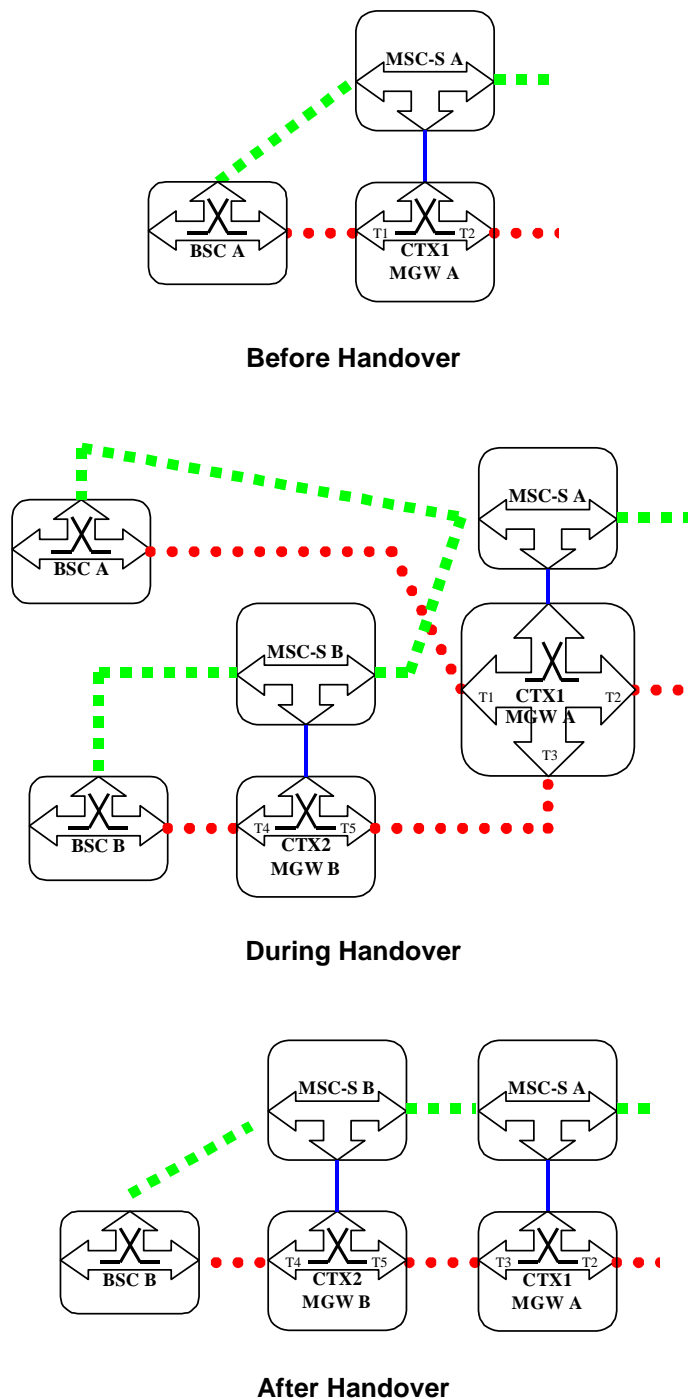 MSC-S A
T1
T2
BSC A
CTX1
MGW A
Before Handover
MSC-S A
BSC A
MSC-S B
T1
CTX1
T2
MGW A
T3
T4
T5
BSC B
CTX2
MGW B
During Handover
MSC-S B
MSC-S A
T4
T5
T3
T2
BSC B
CTX2
CTX1
MGW B
MGW A
After Handover